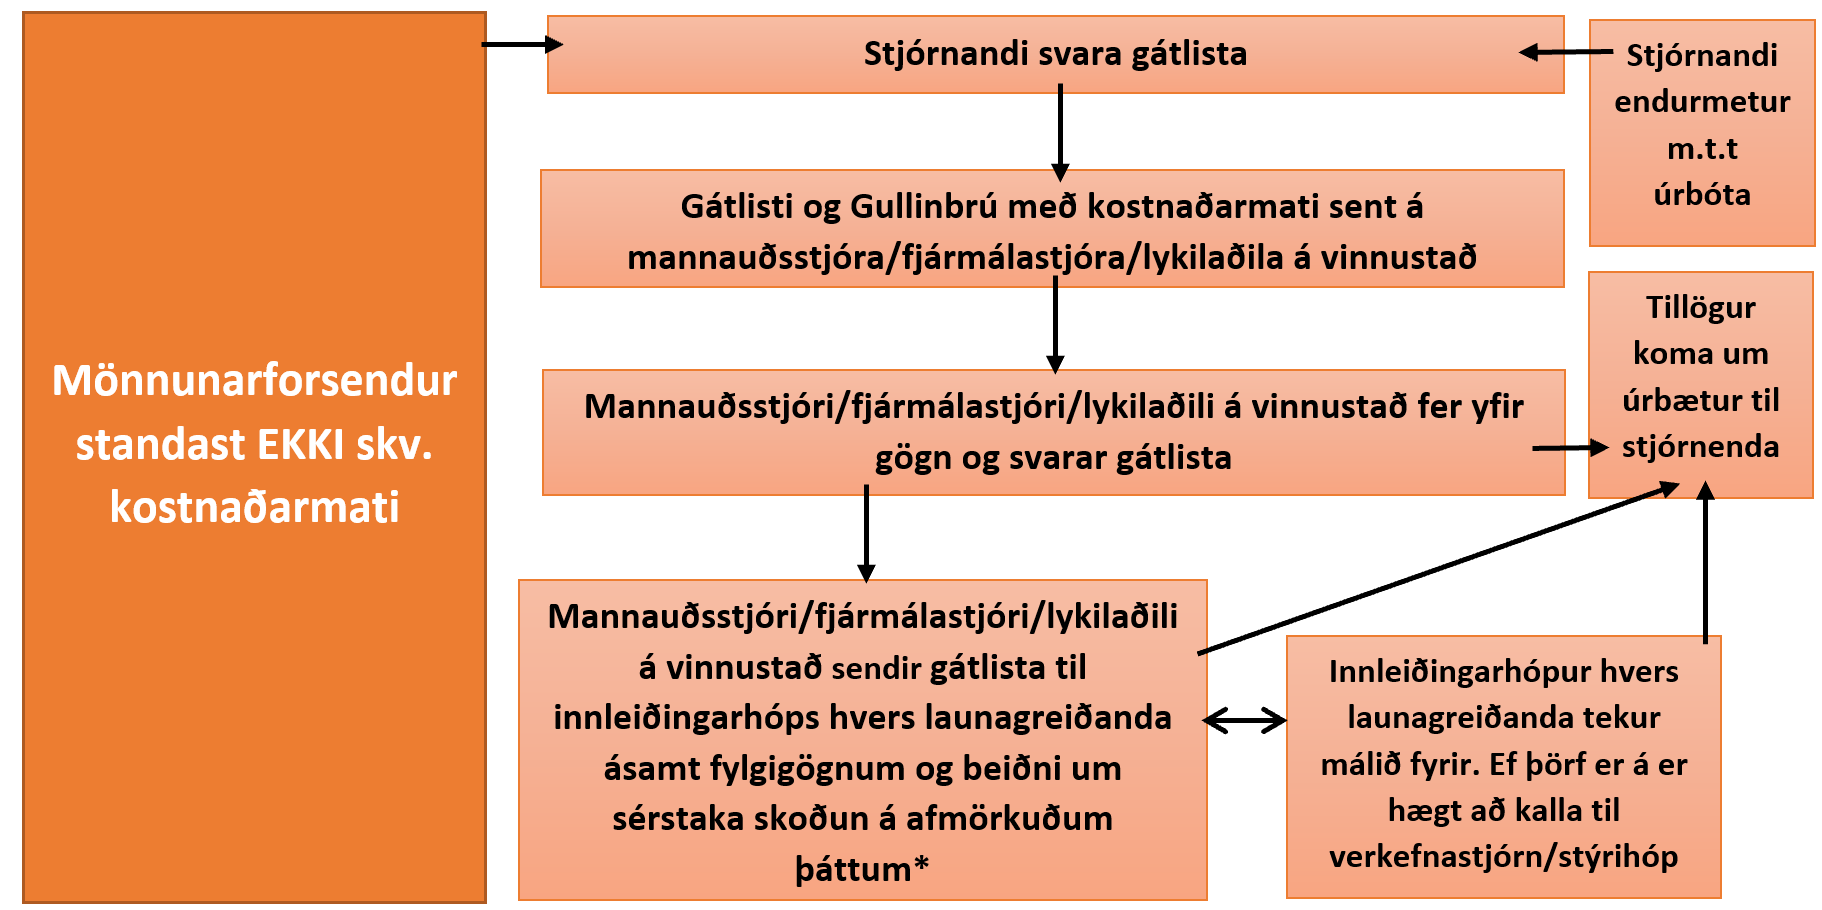 Mönnunarforsendur
standast EKKI skv.
kostnaðarmati
Stjórnandi svara gátlista
Gátlisti og Gullinbrú með kostnaðarmati sent á
mannauðsstjóra/fjármálastjóra/lykilaðila á vinnustað
Mannauðsstjóri/fjármálastjóri/lykilaðili á vinnustað fer yfir
gögn og svarar gátlista
Mannauðsstjóri/fjármálastjóri/lykilaðili
á vinnustað sendir gátlista til
innleiðingarhóps hvers launagreiðanda
ásamt fylgigögnum og beiðni um
sérstaka skoðun á afmörkuðum
þáttum*
Innleiðingarhópur hvers
launagreiðanda tekur
málið fyrir. Ef þörf er á er
hægt að kalla til
verkefnastjórn/stýrihóp
Tillögur
koma um
úrbætur til
stjórnenda
Stjórnandi
endurmetur
m.t.t
úrbóta